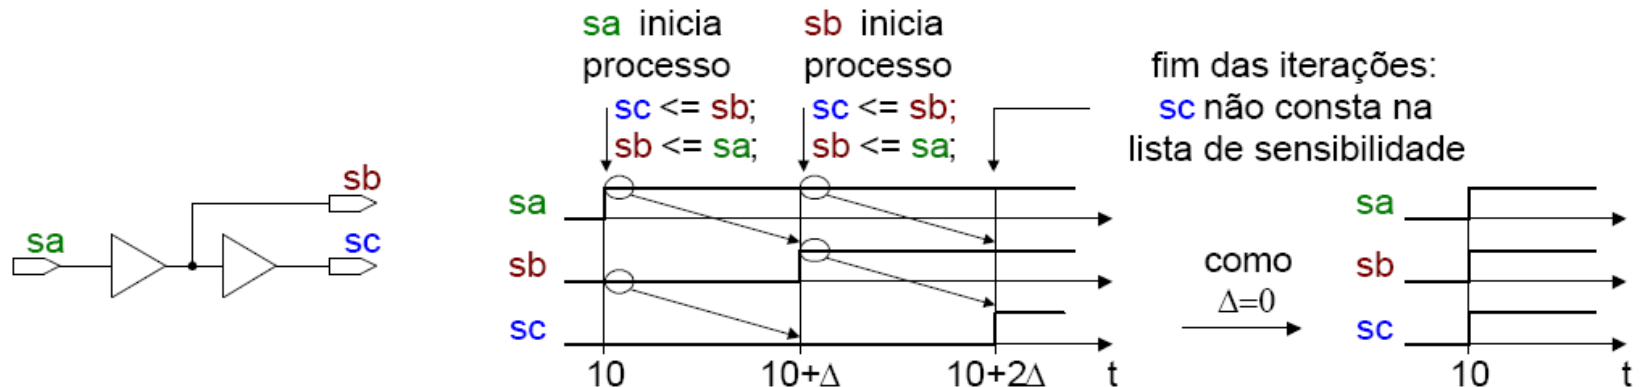 sa inicia
processo
sc <= sb;
sb <= sa;
sb inicia
processo
sc <= sb;
sb <= sa;
fim das iterações:
sc não consta na
lista de sensibilidade
sb
sa
sc
sa
sb
sc
10
10+Δ
10+2Δ
t
como
Δ=0
sa
sb
sc
10
t